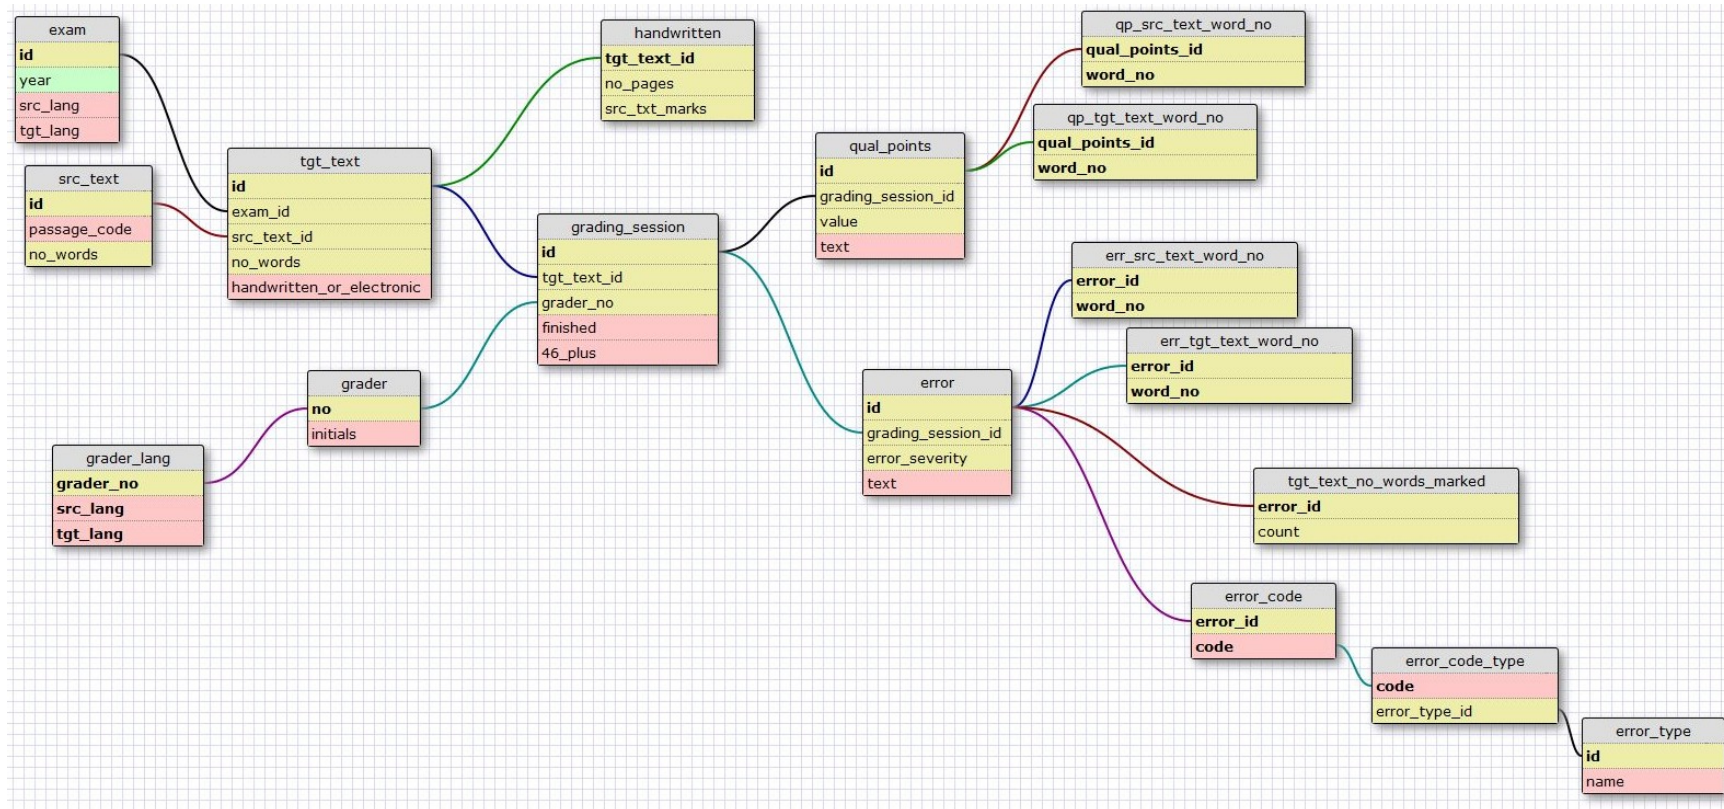 exam
id
year
src_lang
tgt_lang
src_text
id
passage_code
no_words
tgt_text
id
exam_id
src_text_id
no_words
handwritten_or_electronic
handwritten
tgt_text_id
no_pages
src_txt_marks
grading_session
id
tgt_text_id
grader_no
finished
46_plus
grader
no
initials
grader_lang
grader_no
src_lang
tgt_lang
qual_points
id
grading_session_id
value
text
qp_src_text_word_no
qual_points_id
word_no
qp_tgt_text_word_no
qual_points_id
word_no
error
id
grading_session_id
error_severity
text
err_src_text_word_no
error_id
word_no
err_tgt_text_word_no
error_id
word_no
tgt_text_no_words_marked
error_id
count
error_code
error_id
code
error_code_type
code
error_type_id
error_type
id
name